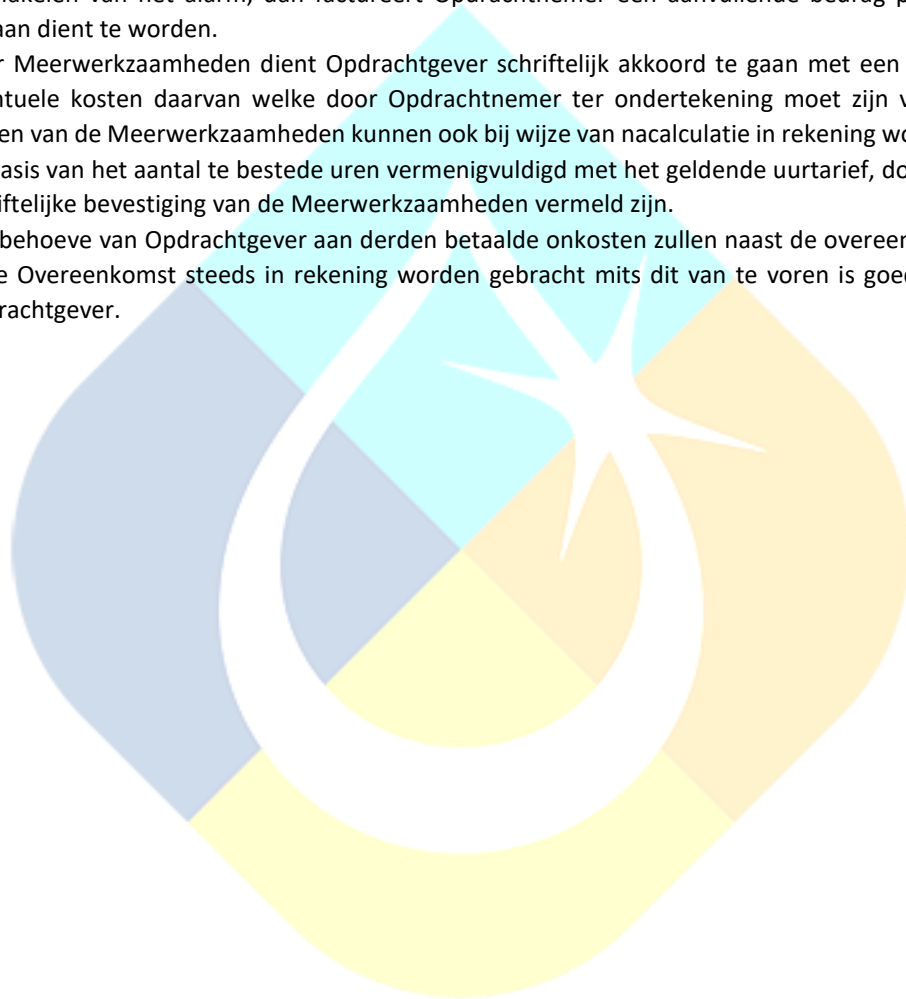 akelen van het alarm, dan factureert Opdrachtnemer een aanvullende bedrag p
aan dient te worden.
r Meerwerkzaamheden dient Opdrachtgever schriftelijk akkoord te gaan met een
ntuele kosten daarvan welke door Opdrachtnemer ter ondertekening moet zijn v
en van de Meerwerkzaamheden kunnen ook bij wijze van nacalculatie in rekening wo
asis van het aantal te bestede uren vermenigvuldigd met het geldende uurtarief, do
iftelijke bevestiging van de Meerwerkzaamheden vermeld zijn.
behoeve van Opdrachtgever aan derden betaalde onkosten zullen naast de overeen
e Overeenkomst steeds in rekening worden gebracht mits dit van te voren is goed
rachtgever.